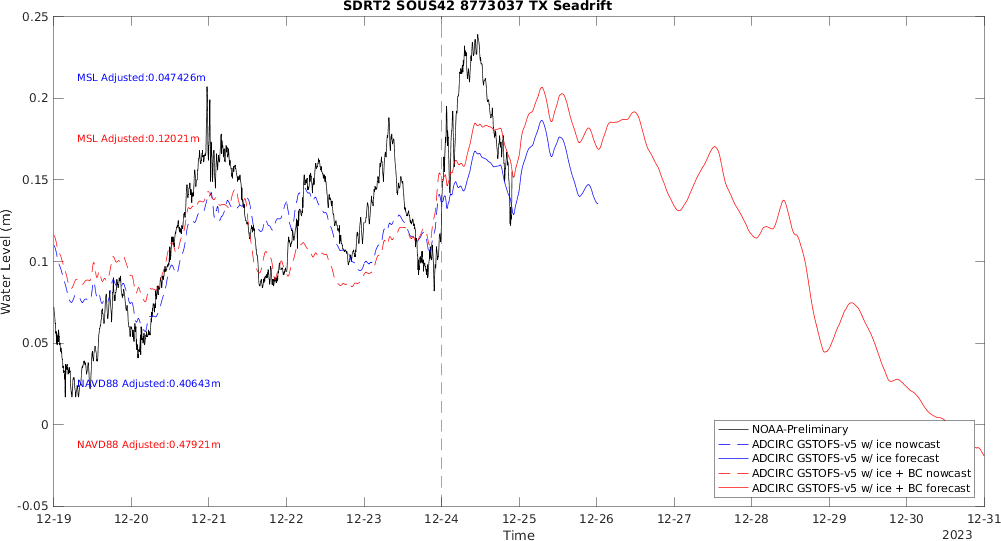 SDRT2 SOUS42 8773037 TX Seadrift
0.25
0.2
0.15
0.1
0.05
0
-0.05
Water Level (m)
MSL Adjusted:0.047426m
MSL Adjusted:0.12021m
NAVD88 Adjusted:0.40643m
NAVD88 Adjusted:0.47921m
NOAA-Preliminary
ADCIRC GSTOFS-v5 w/ ice nowcast
ADCIRC GSTOFS-v5 w/ ice forecast
ADCIRC GSTOFS-v5 w/ ice + BC nowcast
ADCIRC GSTOFS-v5 w/ ice + BC forecast
12-19 12-20 12-21 12-22 12-23 12-24 12-25 12-26 12-27 12-28 12-29 12-30 12-31
Time
2023